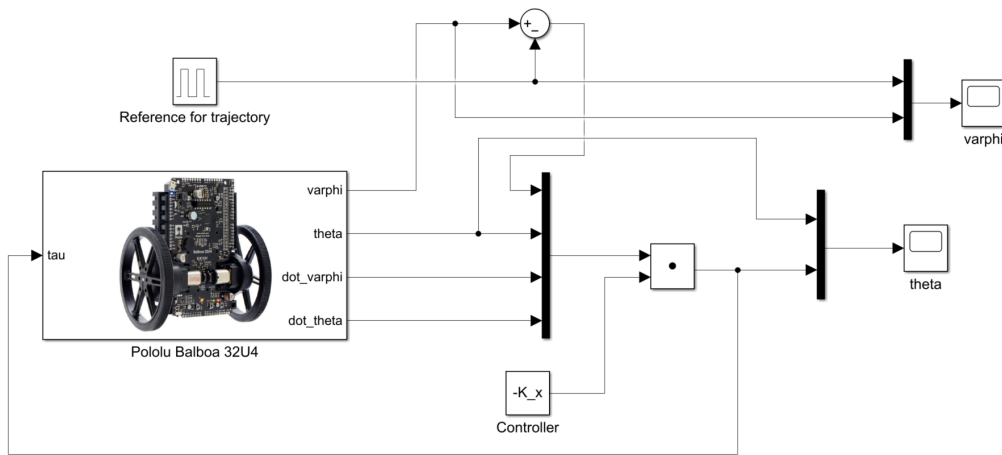 +
_
Reference for trajectory
varphi
varphi
theta
tau
dot_varphi
theta
dot_theta
Pololu Balboa 32U4
-K_x
Controller